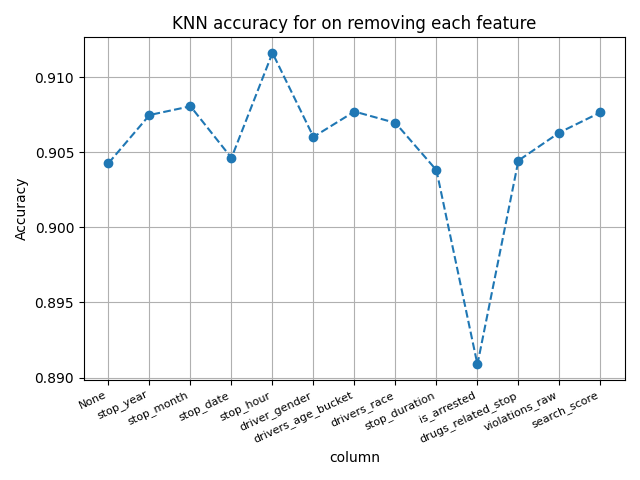 KNN accuracy for on removing each feature
Accuracy
0.910
0.905
0.900
0.895
0.890
None
stop_year
stop_month
stop_date
stop_hour
driver_gender
drivers_age_bucket
drivers_race
stop_duration
is_arrested
drugs_related_stop
violations_raw
search_score
column